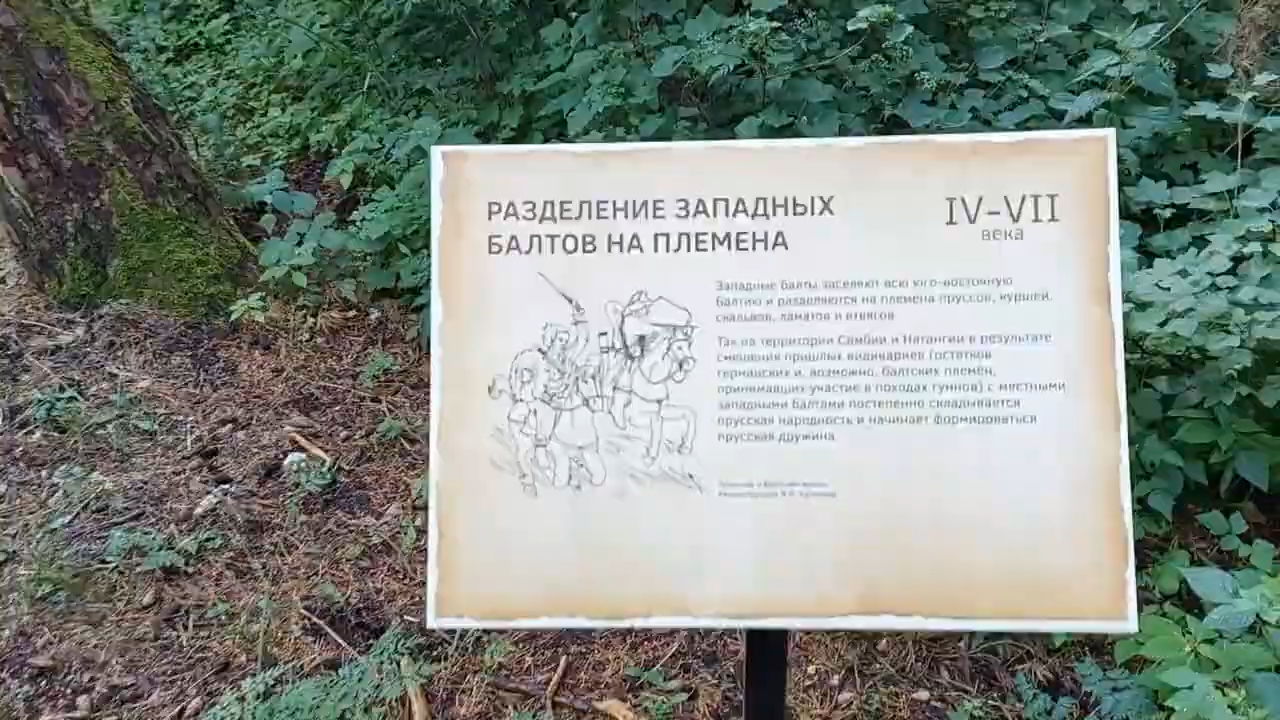 РАЗДЕЛЕНИЕ ЗАПАДНЫХ
БАЛТОВ НА ПЛЕМЕНА
IV-VII
века
Западные балты заселяют всю юго-восточную
Балтию и разделяются на племена пруссов, куршей,
скальвов, ламатов и ятвягов.
Так на территории Самбии и Натангии в результате
смешения пришлых видивариев (остатков
германских и, возможно, балтских племён,
принимавших участие в походах гуннов) с местными
западными балтами постепенно складывается
прусская народность и начинает формироваться
прусская дружина.